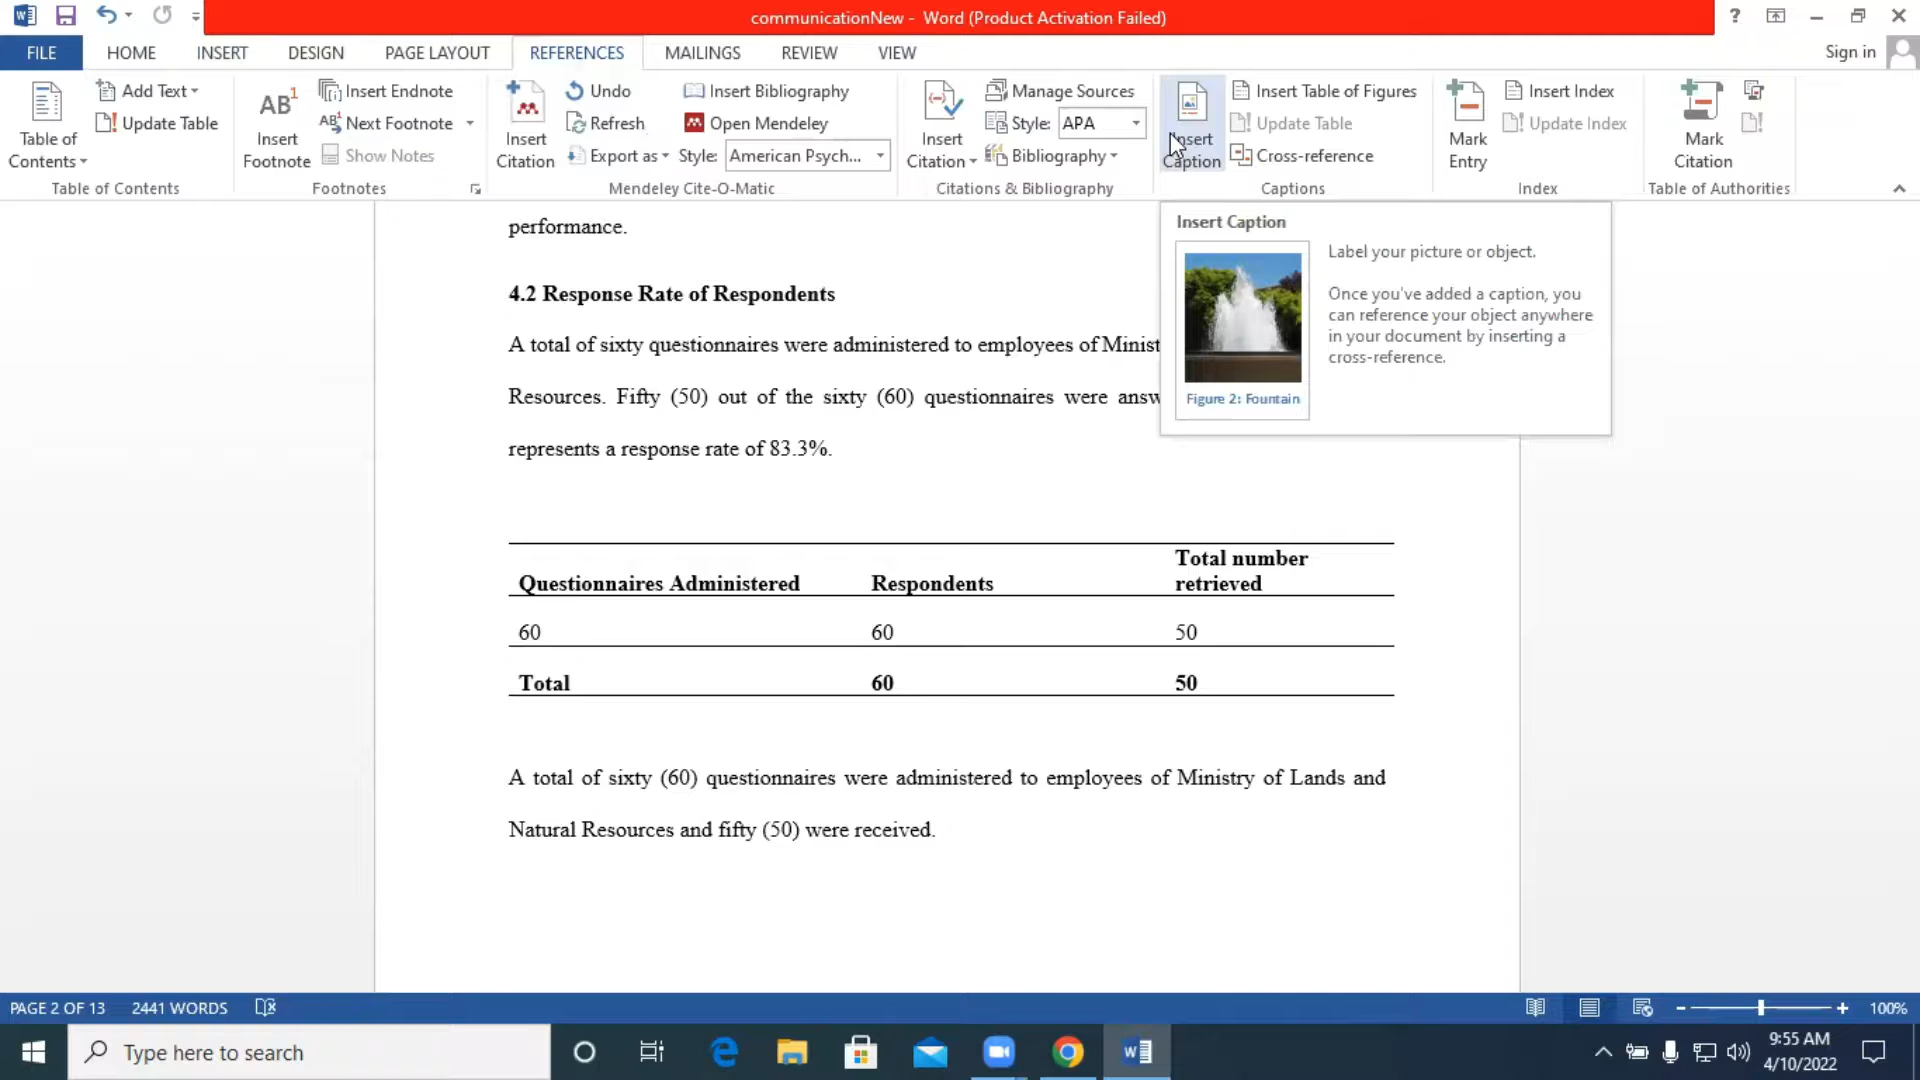 communicationNew - Word (Product Activation Failed)
?
FILE HOME INSERT DESIGN PAGE LAYOUT REFERENCES MAILINGS REVIEW VIEW Sign in
Table of Contents
Add Text
Update Table
Table of Contents
AB1
Insert Footnote
Insert Endnote
Next Footnote
Show Notes
Footnotes
Insert Citation
Undo
Refresh
Export as
Insert Bibliography
Open Mendeley
Style: American Psych...
Mendeley Cite-O-Matic
Insert Citation
Manage Sources
Style: APA
Bibliography
Citations & Bibliography
Insert Caption
Insert Table of Figures
Update Table
Cross-reference
Captions
Mark Entry
Insert Index
Update Index
Index
Mark Citation
Table of Authorities
Insert Caption
Label your picture or object.
Once you've added a caption, you
can reference your object anywhere
in your document by inserting a
cross-reference.
Figure 2: Fountain
performance.
4.2 Response Rate of Respondents
A total of sixty questionnaires were administered to employees of Minist
Resources. Fifty (50) out of the sixty (60) questionnaires were answ
represents a response rate of 83.3%.
Questionnaires Administered Respondents Total number retrieved
60 60 50
Total 60 50
A total of sixty (60) questionnaires were administered to employees of Ministry of Lands and
Natural Resources and fifty (50) were received.
PAGE 2 OF 13 2441 WORDS 100%
Type here to search
9:55 AM
4/10/2022